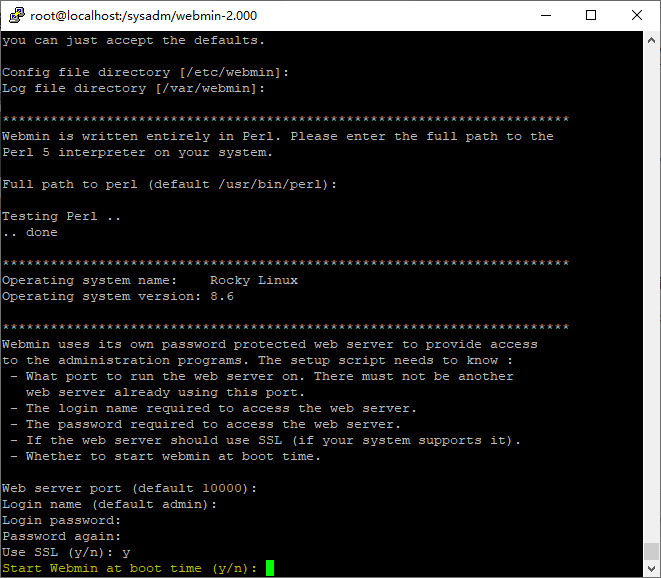 root@localhost:/sysadm/webmin-2.000
you can just accept the defaults.
Config file directory [/etc/webmin]:
Log file directory [/var/webmin]:
***********************************************************************
Webmin is written entirely in Perl. Please enter the full path to the
Perl 5 interpreter on your system.
Full path to perl (default /usr/bin/perl):
Testing Perl ..
.. done
***********************************************************************
Operating system name:    Rocky Linux
Operating system version: 8.6
***********************************************************************
Webmin uses its own password protected web server to provide access
to the administration programs. The setup script needs to know :
 - What port to run the web server on. There must not be another
   web server already using this port.
 - The login name required to access the web server.
 - The password required to access the web server.
 - If the web server should use SSL (if your system supports it).
 - Whether to start webmin at boot time.
Web server port (default 10000):
Login name (default admin):
Login password:
Password again:
Use SSL (y/n): y
Start Webmin at boot time (y/n):